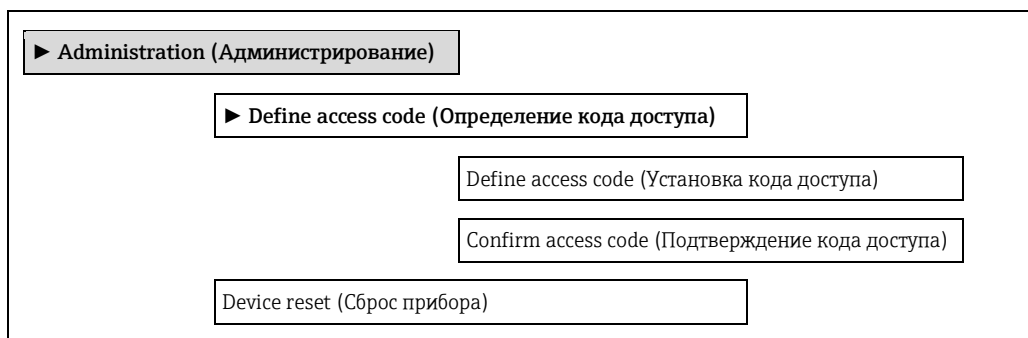 ► Administration (Администрирование)
► Define access code (Определение кода доступа)
Define access code (Установка кода доступа)
Confirm access code (Подтверждение кода доступа)
Device reset (Сброс прибора)